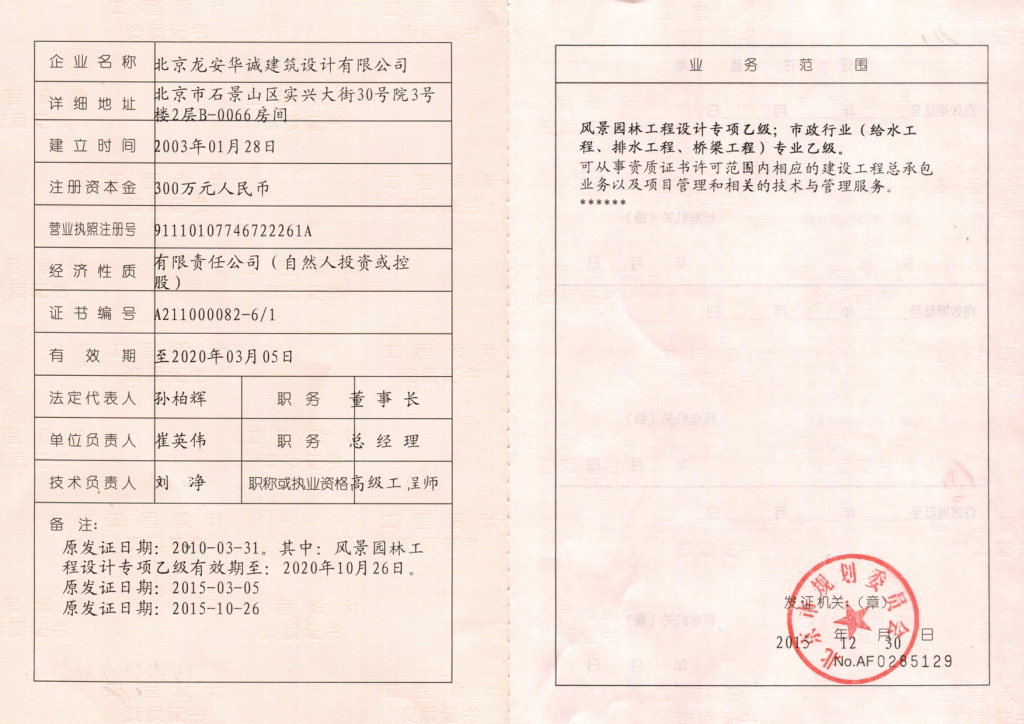 企业名称 北京龙安华诚建筑设计有限公司
详细地址 北京市石景山区实兴大街30号院3号
楼2层B-0066房间
建立时间 2003年01月28日
注册资本金 300万元人民币
营业执照注册号 91110107746722261A
经济性质 有限责任公司（自然人投资或控
股）
证书编号 A211000082-6/1
有效期 至2020年03月05日
法定代表人 孙柏辉 职务 董事长
单位负责人 崔英伟 职务 总经理
技术负责人 刘净 职称或执业资格 高级工程师
备注：
原发证日期：2010-03-31。其中：风景园林工
程设计专项乙级有效期至：2020年10月26日。
原发证日期：2015-03-05
原发证日期：2015-10-26
业务范围
风景园林工程设计专项乙级；市政行业（给水工
程、排水工程、桥梁工程）专业乙级。
可从事资质证书许可范围内相应的建设工程总承包
业务以及项目管理和相关的技术与管理服务。
******
北京市规划委员会
发证机关：（章）
2015年12月30日
No.AF0285129